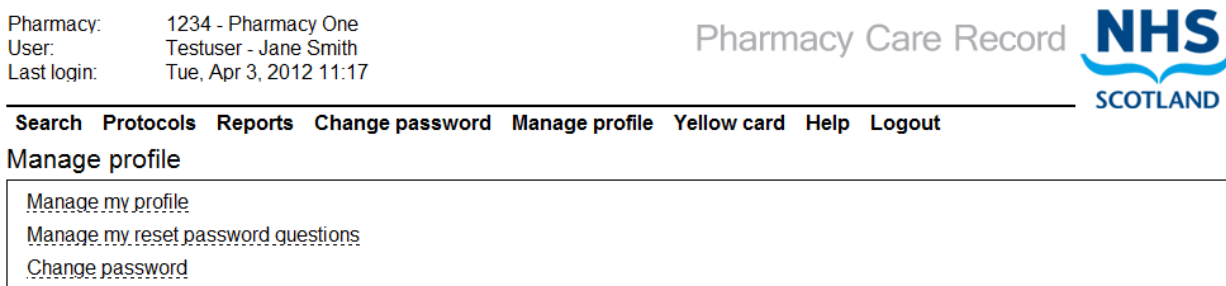 Pharmacy: 1234 - Pharmacy One
User: Testuser - Jane Smith
Last login: Tue, Apr 3, 2012 11:17
Pharmacy Care Record
NHS
SCOTLAND
Search Protocols Reports Change password Manage profile Yellow card Help Logout
Manage profile
Manage my profile
Manage my reset password questions
Change password